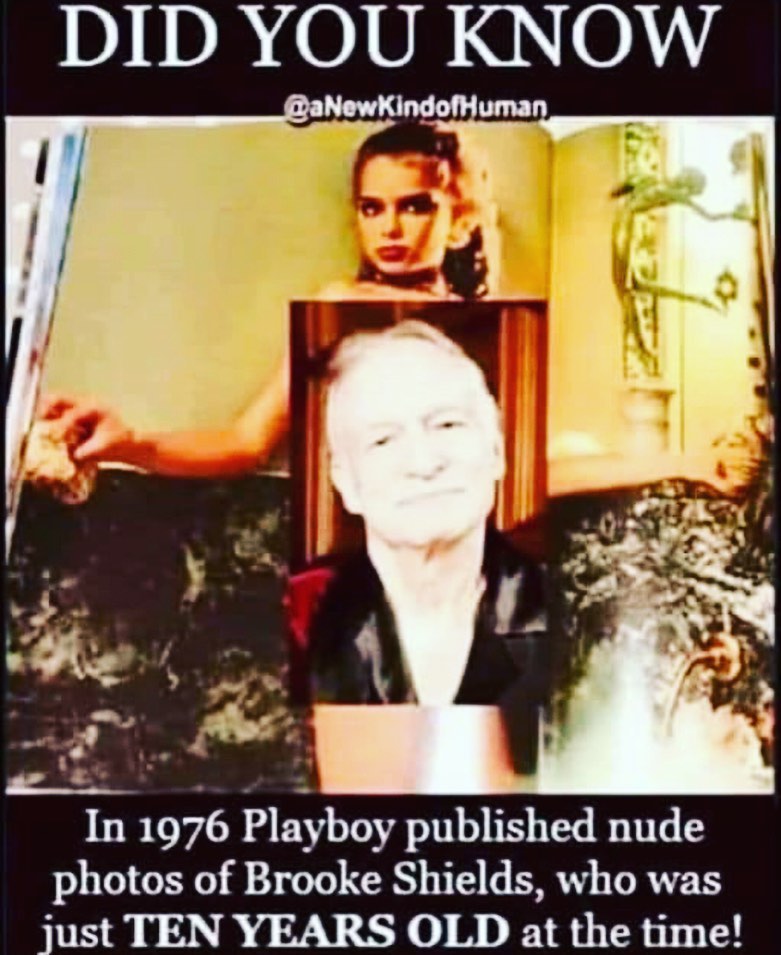 DID YOU KNOW
@aNewKindofHuman
In 1976 Playboy published nude
photos of Brooke Shields, who was
just TEN YEARS OLD at the time!